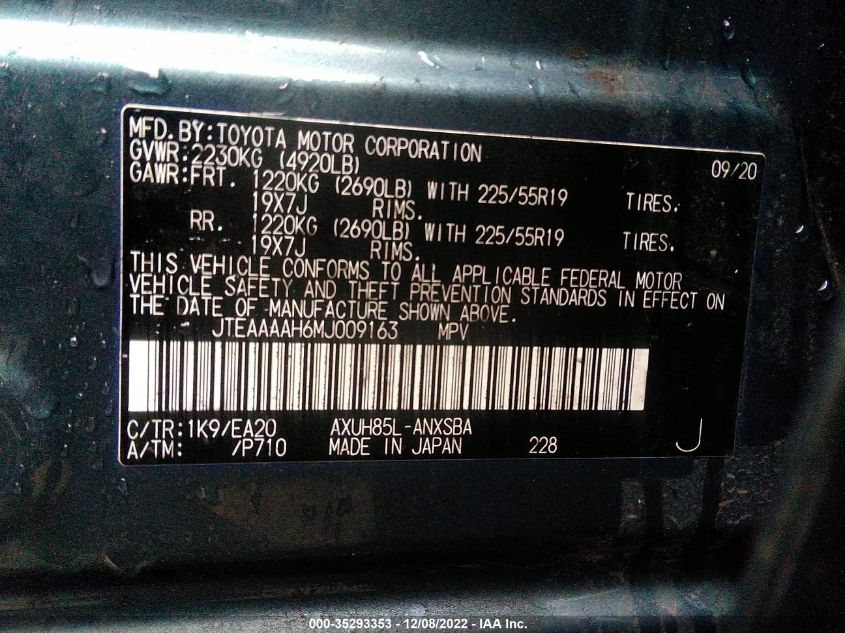 MFD.BY:TOYOTA MOTOR CORPORATION 09/20
GVWR:2230KG (4920LB)
GAWR:FRT. 1220KG (2690LB) WITH 225/55R19 TIRES.
19X7J RIMS.
RR. 1220KG (2690LB) WITH 225/55R19 TIRES.
19X7J RIMS.
THIS VEHICLE CONFORMS TO ALL APPLICABLE FEDERAL MOTOR
VEHICLE SAFETY AND THEFT PREVENTION STANDARDS IN EFFECT ON
THE DATE OF MANUFACTURE SHOWN ABOVE.
JTEAAAAH6MJ009163 MPV
C/TR:1K9/EA20 AXUH85L-ANXSBA
A/TM: /P710 MADE IN JAPAN 228 J
000-35293353 - 12/08/2022 - IAA Inc.